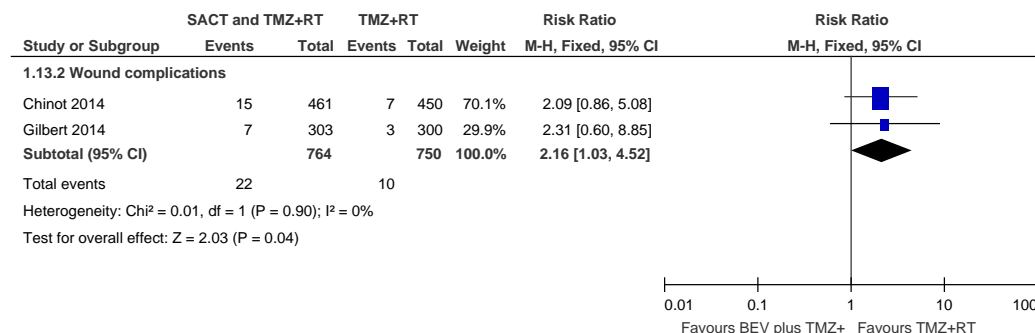 SACT and TMZ+RT TMZ+RT Risk Ratio Risk Ratio
Study or Subgroup Events Total Events Total Weight M-H, Fixed, 95% CI M-H, Fixed, 95% CI
1.13.2 Wound complications
Chinot 2014 15 461 7 450 70.1% 2.09 [0.86, 5.08]
Gilbert 2014 7 303 3 300 29.9% 2.31 [0.60, 8.85]
Subtotal (95% CI) 764 750 100.0% 2.16 [1.03, 4.52]
Total events 22 10
Heterogeneity: Chi² = 0.01, df = 1 (P = 0.90); I² = 0%
Test for overall effect: Z = 2.03 (P = 0.04)
0.01 0.1 1 10 100
Favours BEV plus TMZ+ Favours TMZ+RT